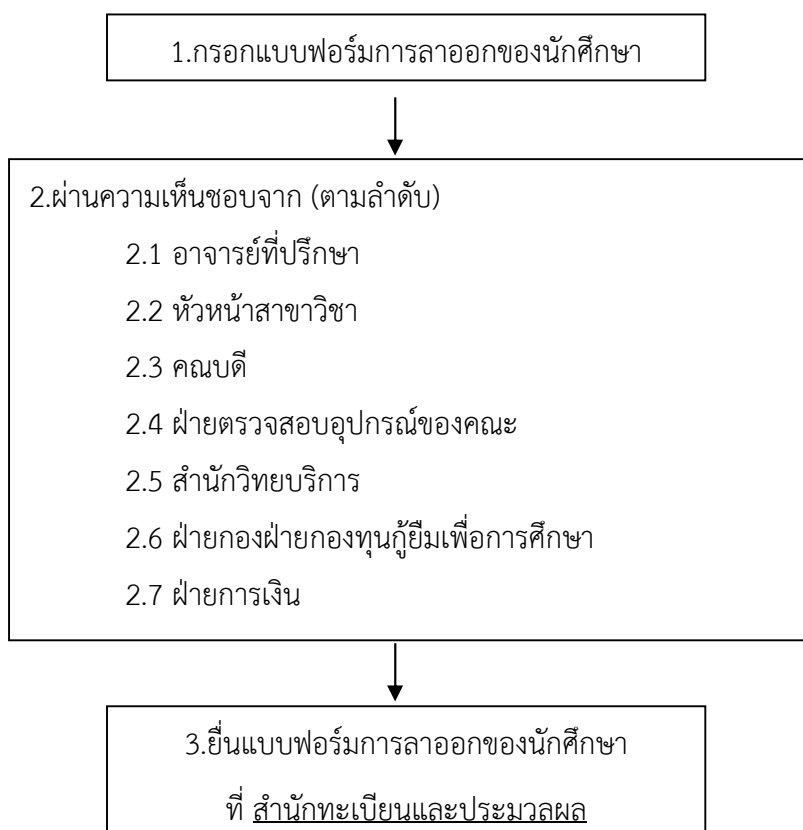 1.กรอกแบบฟอร์มการลาออกของนักศึกษา
2.ผ่านความเห็นชอบจาก (ตามลำดับ)
2.1 อาจารย์ที่ปรึกษา
2.2 หัวหน้าสาขาวิชา
2.3 คณบดี
2.4 ฝ่ายตรวจสอบอุปกรณ์ของคณะ
2.5 สำนักวิทยบริการ
2.6 ฝ่ายกองฝ่ายกองทุนกู้ยืมเพื่อการศึกษา
2.7 ฝ่ายการเงิน
3.ยื่นแบบฟอร์มการลาออกของนักศึกษา
ที่ สำนักทะเบียนและประมวลผล